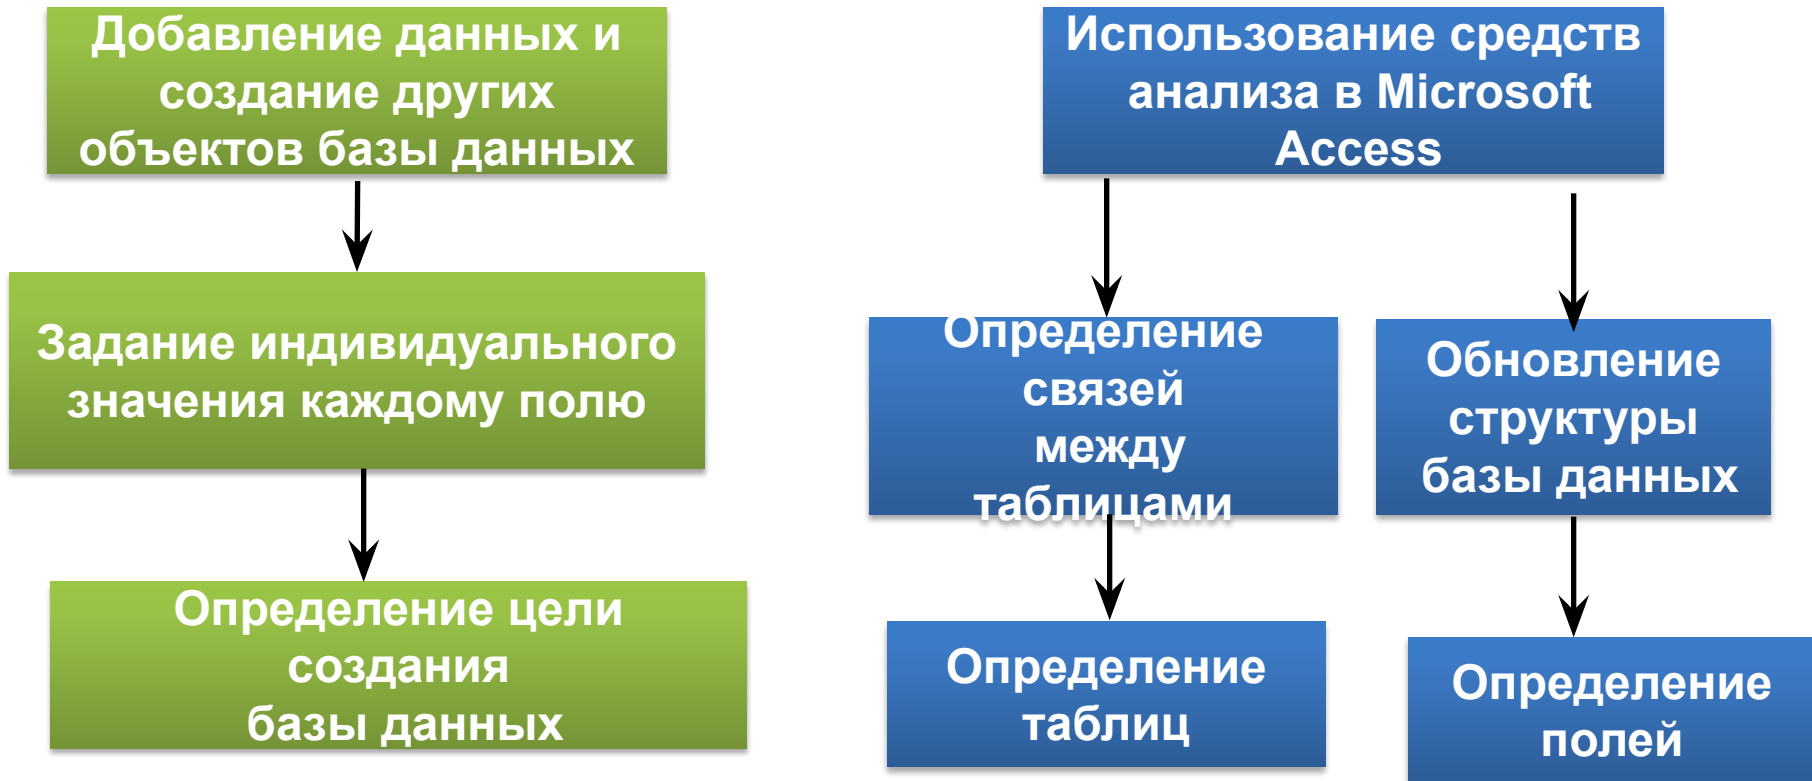 Добавление данных и
создание других
объектов базы данных
Задание индивидуального
значения каждому полю
Определение цели
создания
базы данных
Использование средств
анализа в Microsoft
Access
Определение
связей
между
таблицами
Обновление
структуры
базы данных
Определение
таблиц
Определение
полей